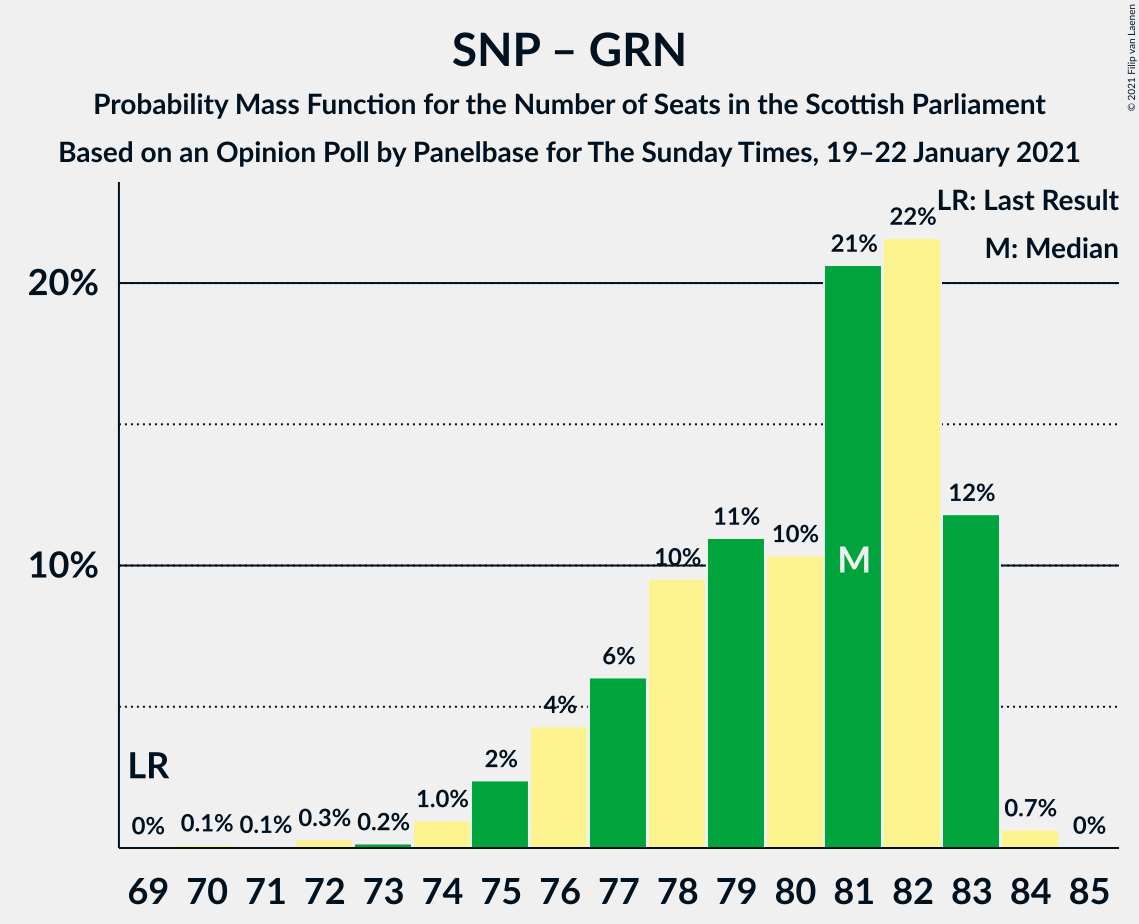 SNP – GRN
Probability Mass Function for the Number of Seats in the Scottish Parliament
Based on an Opinion Poll by Panelbase for The Sunday Times, 19–22 January 2021
© 2021 Filip van Laenen
LR: Last Result
M: Median
20%
10%
LR
0%
0.1%
0.1%
0.3%
0.2%
1.0%
2%
4%
6%
10%
11%
10%
21%
M
22%
12%
0.7%
0%
69 70 71 72 73 74 75 76 77 78 79 80 81 82 83 84 85